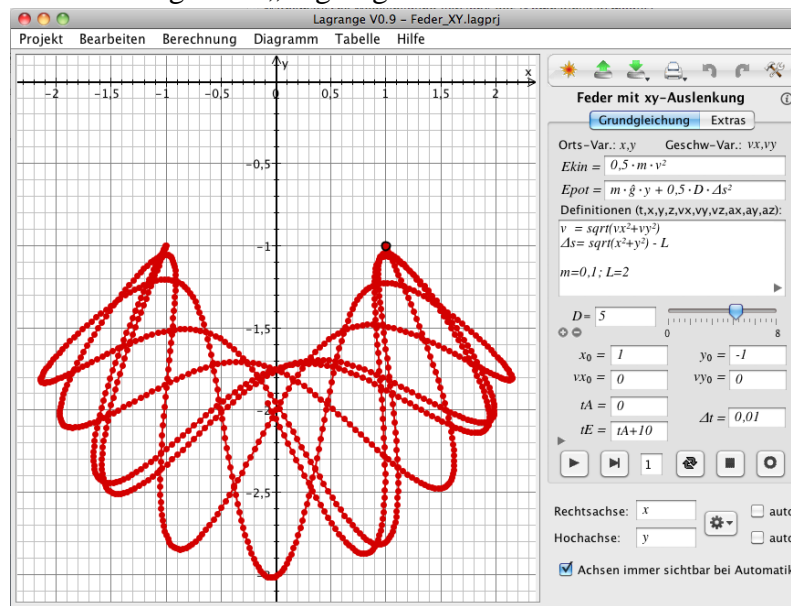 Lagrange V0.9 – Feder_XY.lagprj
Projekt Bearbeiten Berechnung Diagramm Tabelle Hilfe
y
x
-2 -1,5 -1 -0,5 0 0,5 1 1,5 2
-0,5
-1
-1,5
-2
-2,5
Feder mit xy-Auslenkung
Grundgleichung Extras
Orts-Var.: x,y Geschw-Var.: vx,vy
Ekin = 0,5·m·v²
Epot = m·ĝ·y + 0,5·D·Δs²
Definitionen (t,x,y,z,vx,vy,vz,ax,ay,az):
v = sqrt(vx²+vy²)
Δs= sqrt(x²+y²) - L
m=0,1; L=2
D= 5
0 8
x₀ = 1 y₀ = -1
vx₀ = 0 vy₀ = 0
tA = 0
Δt = 0,01
tE = tA+10
1
Rechtsachse: x auto
Hochachse: y auto
Achsen immer sichtbar bei Automatik